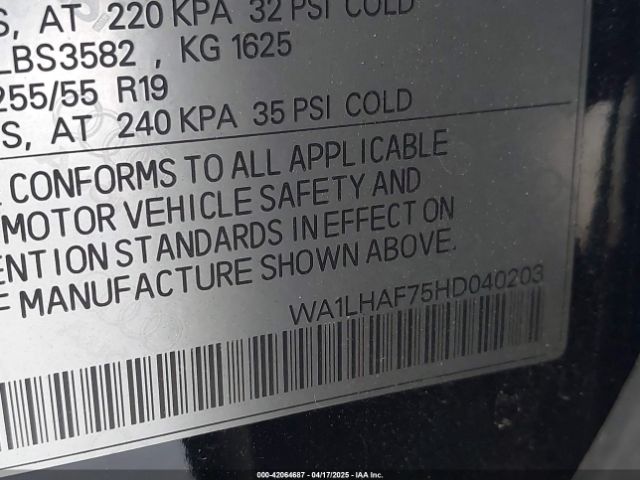 S, AT 220 KPA 32 PSI COLD
LBS3582 , KG 1625
255/55 R19
S, AT 240 KPA 35 PSI COLD
CONFORMS TO ALL APPLICABLE
MOTOR VEHICLE SAFETY AND
ENTION STANDARDS IN EFFECT ON
F MANUFACTURE SHOWN ABOVE.
WA1LHAF75HD040203
000-42064687 - 04/17/2025 - IAAI, Inc.